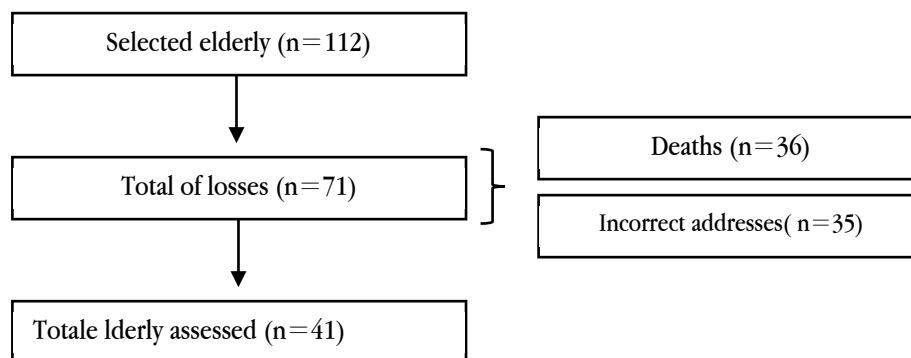 Selected elderly (n=112)
Deaths (n=36)
Total of losses (n=71)
Incorrect addresses( n=35)
Totale lderly assessed (n=41)